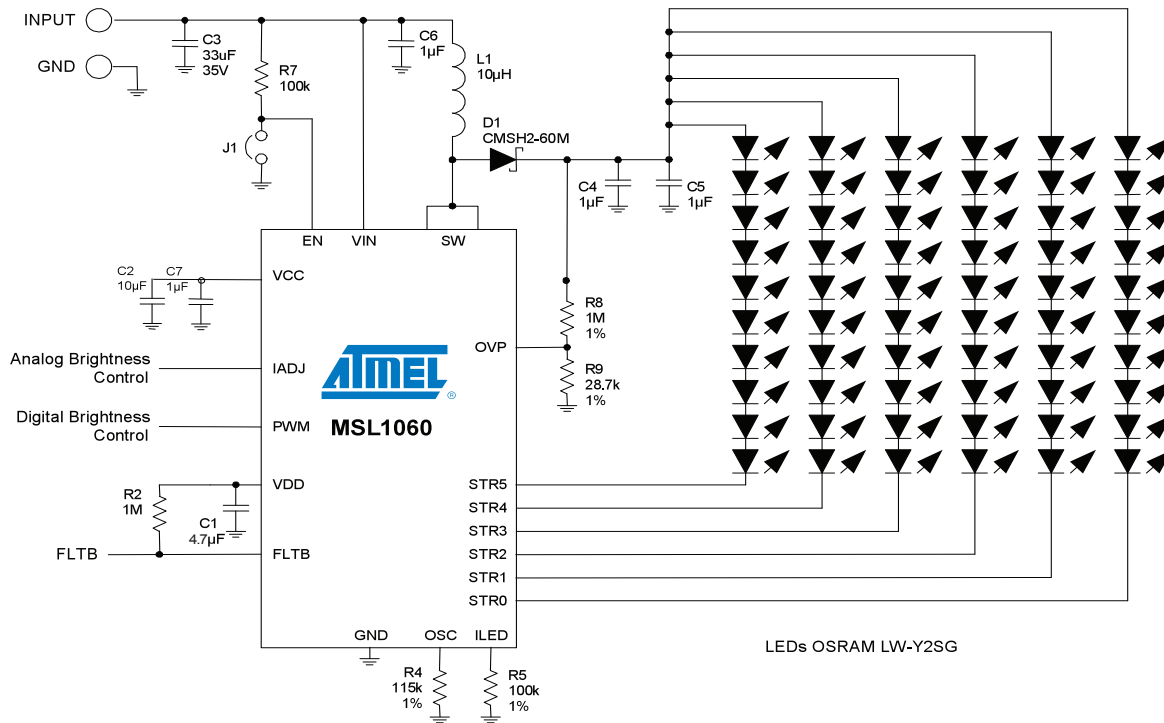 INPUT
GND
C3
33uF
35V
R7
100k
J1
C6
1µF
L1
10µH
D1
CMSH2-60M
C4
1µF
C5
1µF
EN
VIN
SW
C2
10µF
C7
1µF
VCC
R8
1M
1%
OVP
R9
28.7k
1%
Analog Brightness
Control
IADJ
ATMEL
®
MSL1060
Digital Brightness
Control
PWM
R2
1M
VDD
C1
4.7µF
FLTB
FLTB
STR5
STR4
STR3
STR2
STR1
STR0
GND
OSC
ILED
R4
115k
1%
R5
100k
1%
LEDs OSRAM LW-Y2SG